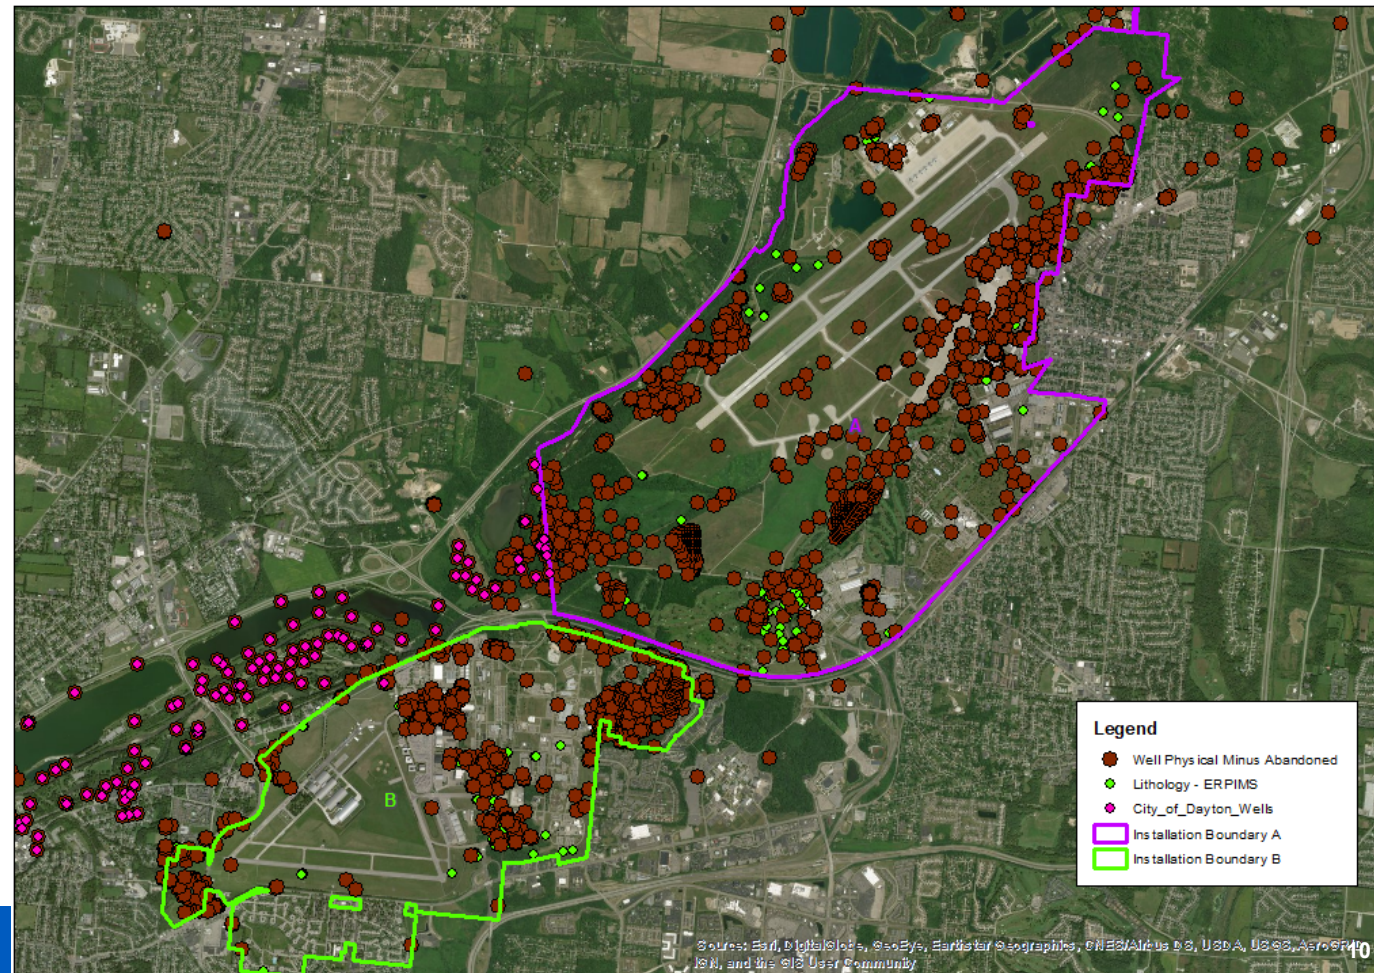 A
B
Legend
Well Physical Minus Abandoned
Lithology - ERPIMS
City_of_Dayton_Wells
Installation Boundary A
Installation Boundary B
Source: Esri, DigitalGlobe, GeoEye, Earthstar Geographics, CNES/Airbus DS, USDA, USGS, AeroGRID,
IGN, and the GIS User Community
10